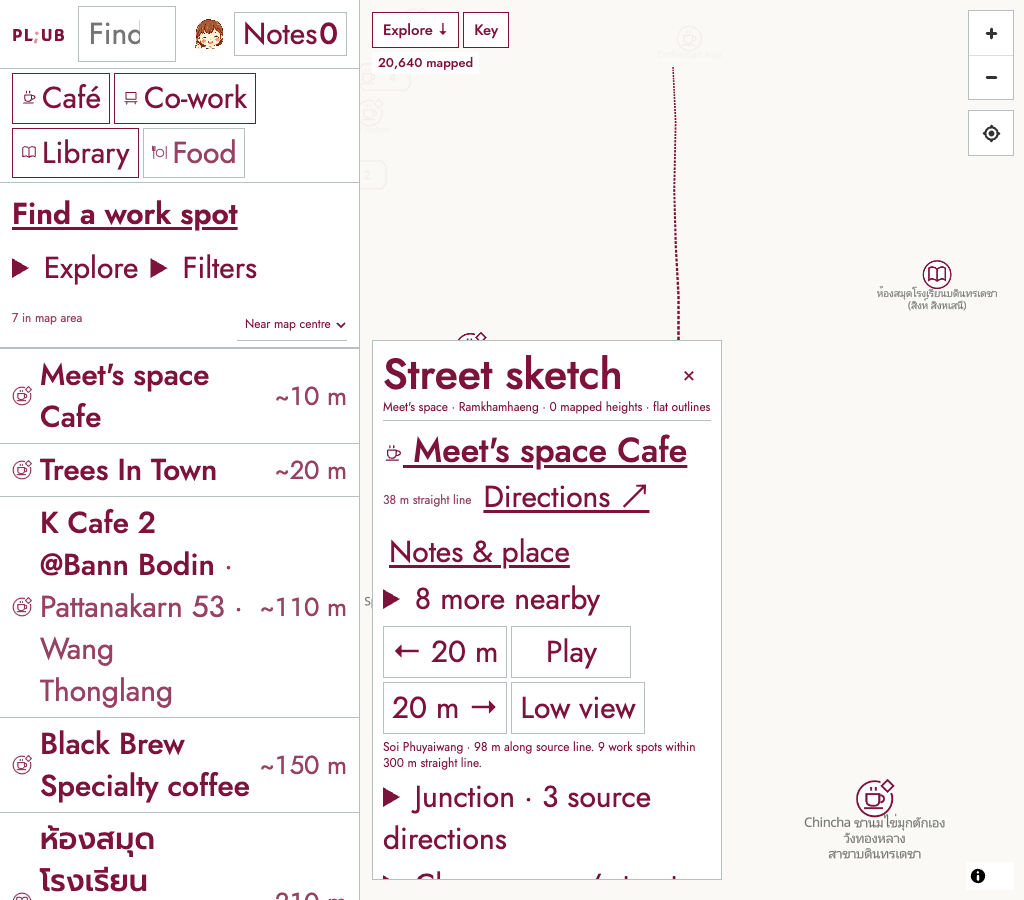 PL;UB
Find
Notes 0
Café
Co-work
Library
Food
Find a work spot
Explore
Filters
7 in map area
Near map centre
Meet's space
Cafe
~10 m
Trees In Town
~20 m
K Cafe 2
@Bann Bodin ·
Pattanakarn 53 ·
Wang
Thonglang
~110 m
Black Brew
Specialty coffee
~150 m
ห้องสมุด
โรงเรียน
Explore ↓
Key
20,640 mapped
2
+
−
ห้องสมุดโรงเรียนบดินทรเดชา
(สิงห์ สิงหเสนี)
Street sketch
×
Meet's space · Ramkhamhaeng · 0 mapped heights · flat outlines
Meet's space Cafe
38 m straight line
Directions ↗
Notes & place
8 more nearby
← 20 m
Play
20 m →
Low view
Soi Phuyaiwang · 98 m along source line. 9 work spots within
300 m straight line.
Junction · 3 source
directions
Chincha ชานมไข่มุกตักเอง
วังทองหลาง
สาขาบดินทรเดชา